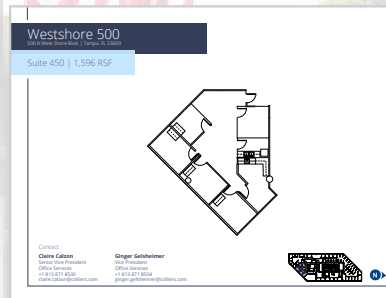 Westshore 500
500 N West Shore Blvd. | Tampa, FL 33609
Suite 450 | 1,596 RSF
Contact
Claire Calzon
Senior Vice President
Office Services
+1 813 871 8500
claire.calzon@colliers.com
Ginger Gelsheimer
Vice President
Office Services
+1 813 871 8504
ginger.gelsheimer@colliers.com
N